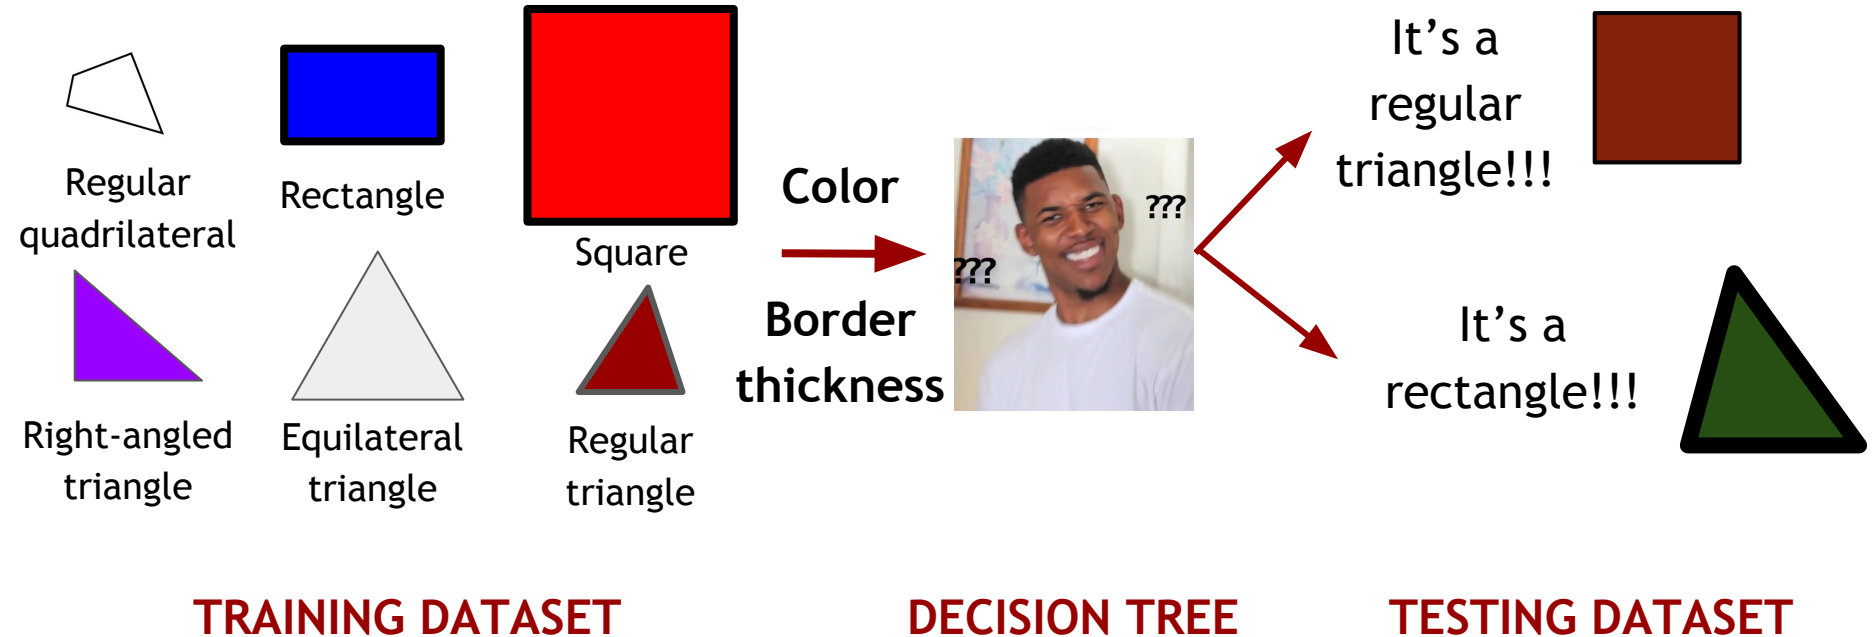 Regular
quadrilateral
Rectangle
Square
Right-angled
triangle
Equilateral
triangle
Regular
triangle
Color
Border
thickness
???
???
It's a
regular
triangle!!!
It's a
rectangle!!!
TRAINING DATASET
DECISION TREE
TESTING DATASET